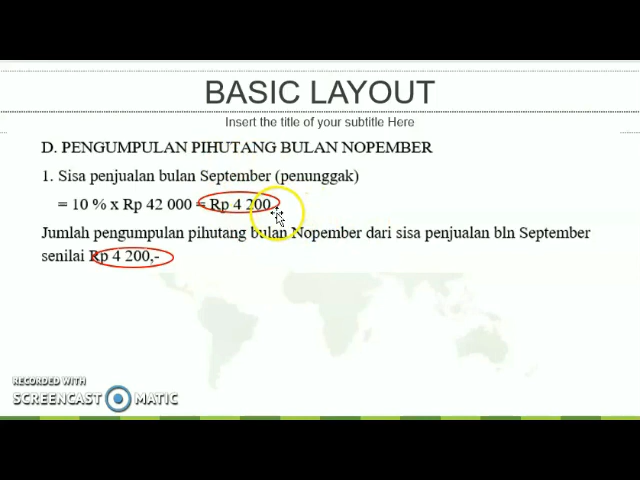 BASIC LAYOUT
Insert the title of your subtitle Here
D. PENGUMPULAN PIHUTANG BULAN NOPEMBER
1. Sisa penjualan bulan September (penunggak)
= 10 % x Rp 42 000 = Rp 4 200,-
Jumlah pengumpulan pihutang bulan Nopember dari sisa penjualan bln September
senilai Rp 4 200,-
RECORDED WITH
SCREENCAST MATIC